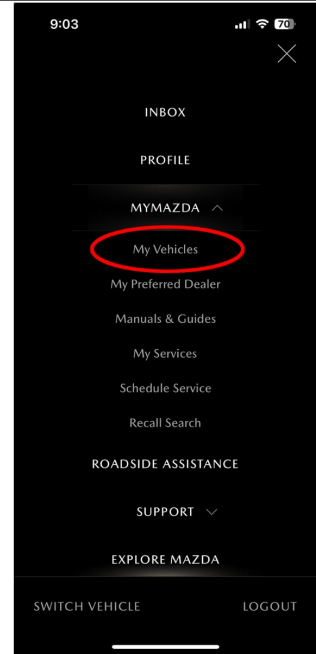 9:03
70
INBOX
PROFILE
MYMAZDA
My Vehicles
My Preferred Dealer
Manuals & Guides
My Services
Schedule Service
Recall Search
ROADSIDE ASSISTANCE
SUPPORT
EXPLORE MAZDA
SWITCH VEHICLE LOGOUT